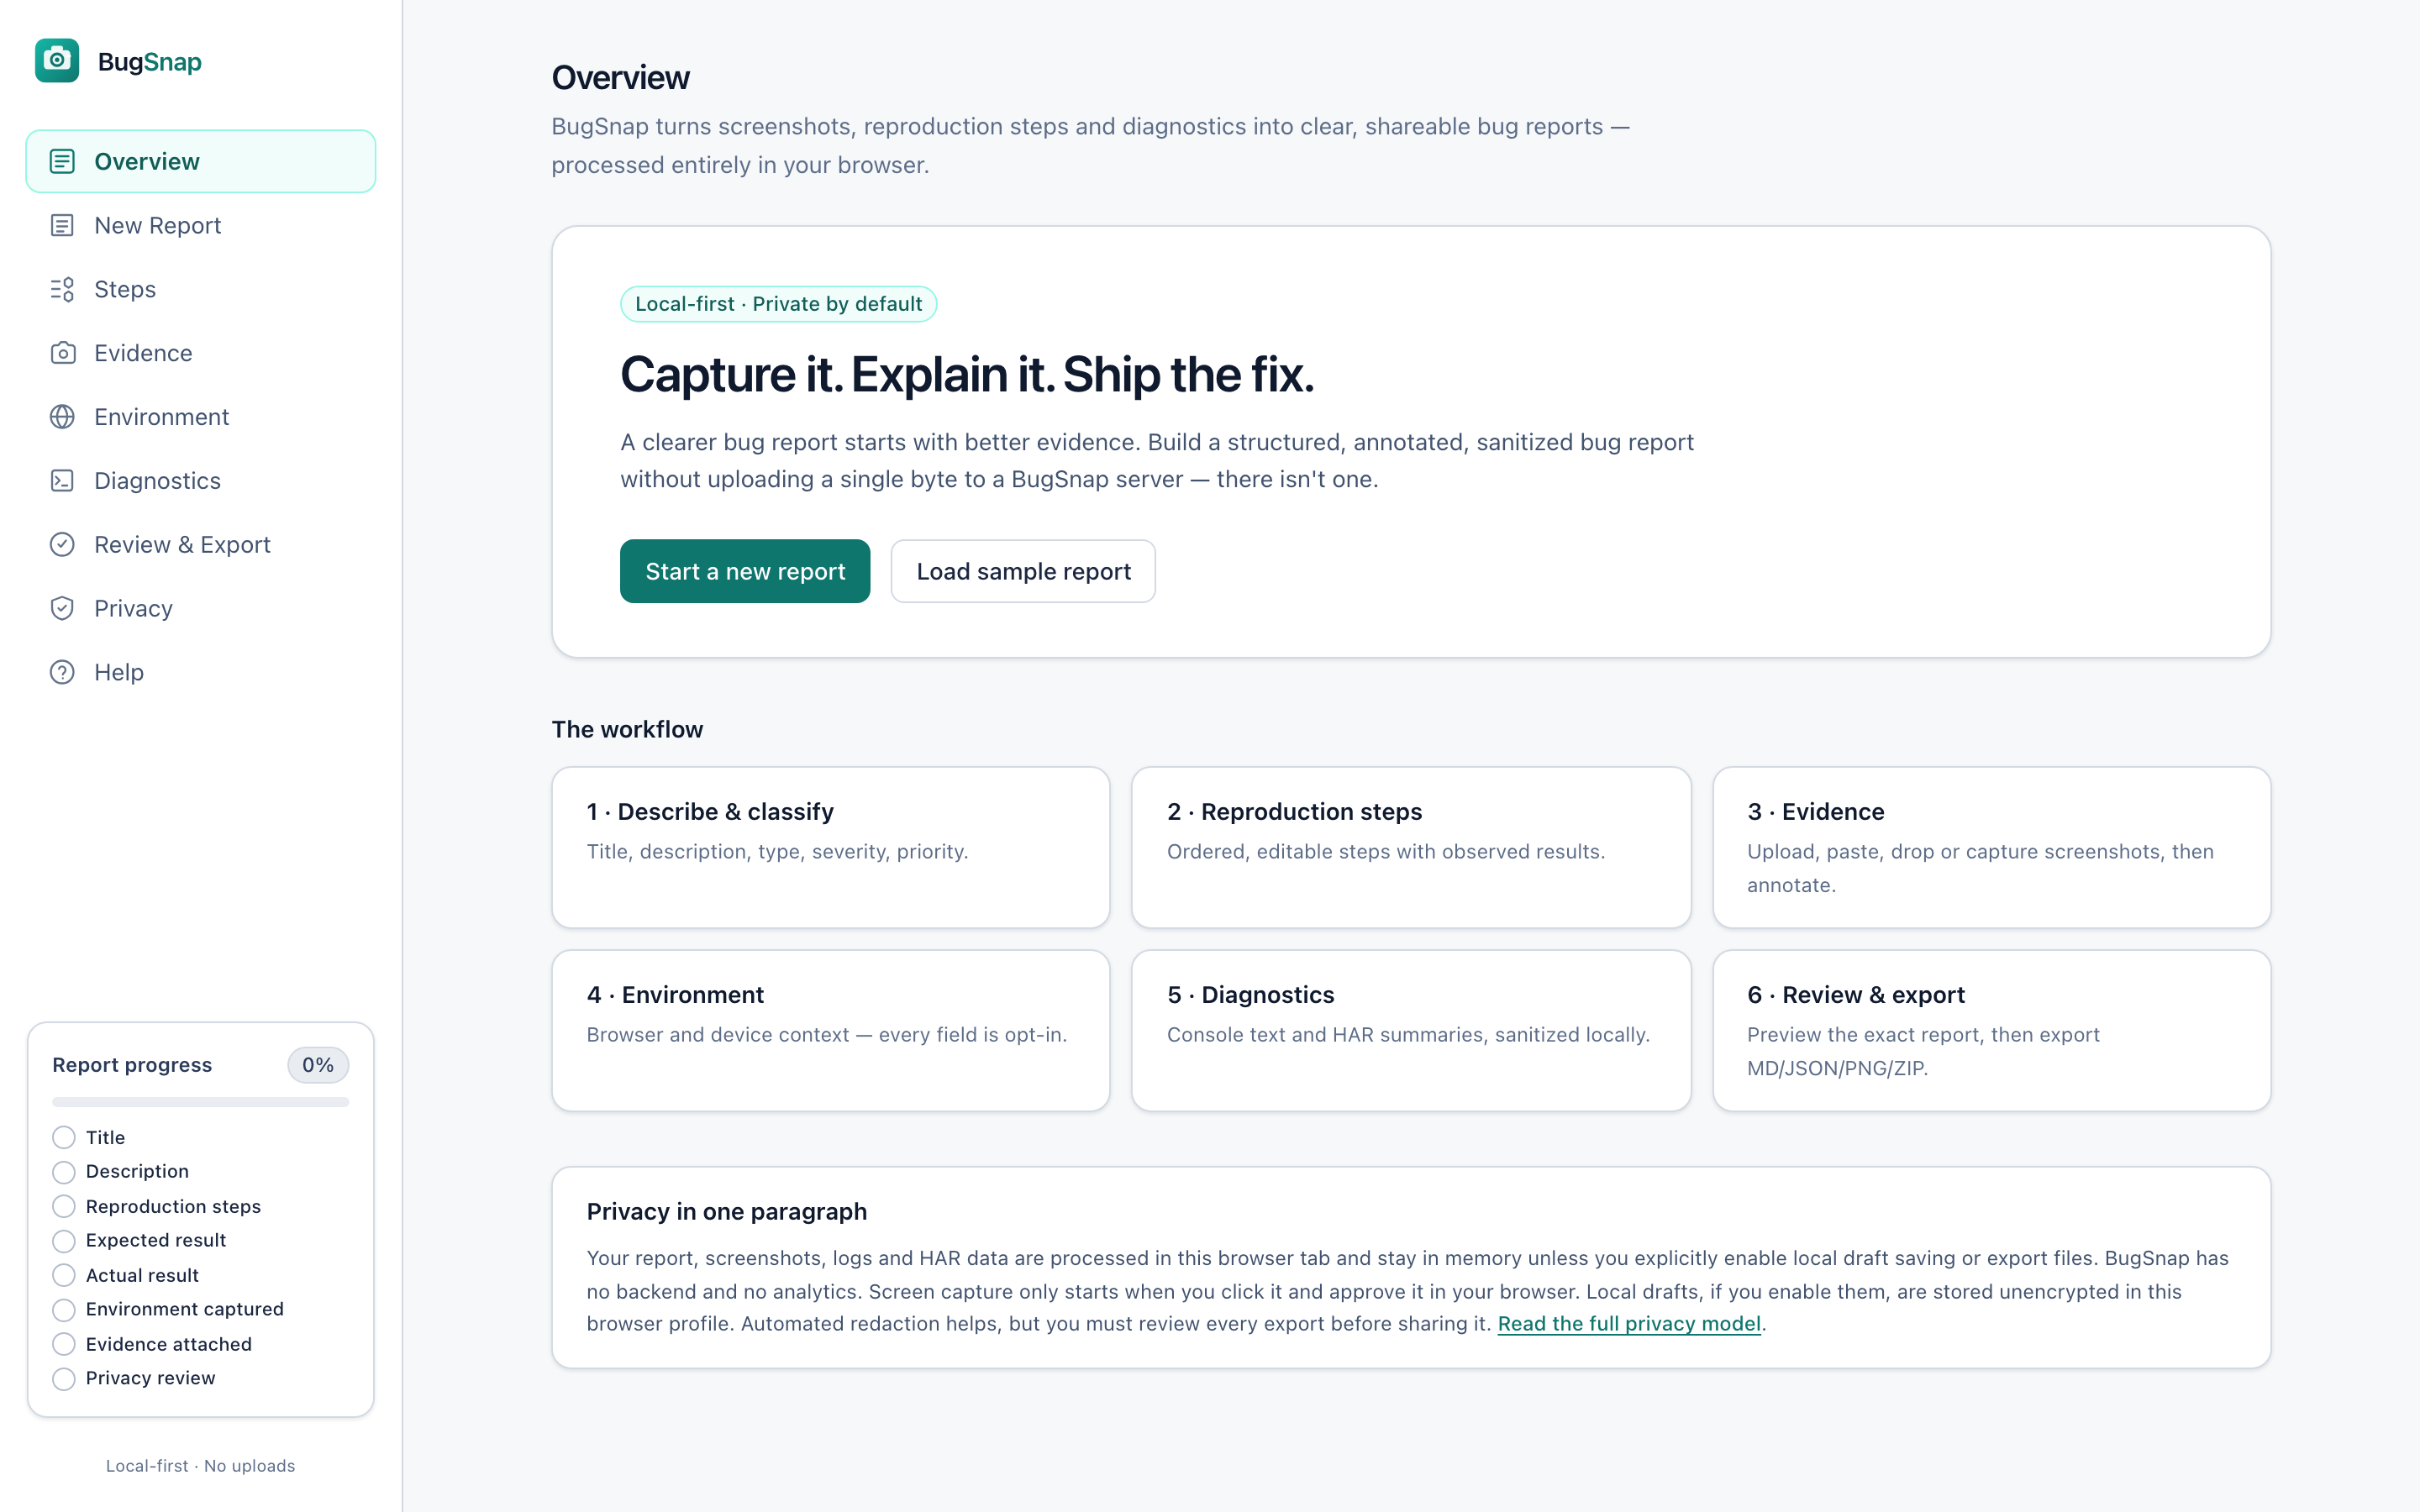 BugSnap
Overview
New Report
Steps
Evidence
Environment
Diagnostics
Review & Export
Privacy
Help
Report progress
0%
Title
Description
Reproduction steps
Expected result
Actual result
Environment captured
Evidence attached
Privacy review
Local-first · No uploads
Overview
BugSnap turns screenshots, reproduction steps and diagnostics into clear, shareable bug reports —
processed entirely in your browser.
Local-first · Private by default
Capture it. Explain it. Ship the fix.
A clearer bug report starts with better evidence. Build a structured, annotated, sanitized bug report
without uploading a single byte to a BugSnap server — there isn't one.
Start a new report
Load sample report
The workflow
1 · Describe & classify
Title, description, type, severity, priority.
2 · Reproduction steps
Ordered, editable steps with observed results.
3 · Evidence
Upload, paste, drop or capture screenshots, then
annotate.
4 · Environment
Browser and device context — every field is opt-in.
5 · Diagnostics
Console text and HAR summaries, sanitized locally.
6 · Review & export
Preview the exact report, then export
MD/JSON/PNG/ZIP.
Privacy in one paragraph
Your report, screenshots, logs and HAR data are processed in this browser tab and stay in memory unless you explicitly enable local draft saving or export files. BugSnap has
no backend and no analytics. Screen capture only starts when you click it and approve it in your browser. Local drafts, if you enable them, are stored unencrypted in this
browser profile. Automated redaction helps, but you must review every export before sharing it. Read the full privacy model.